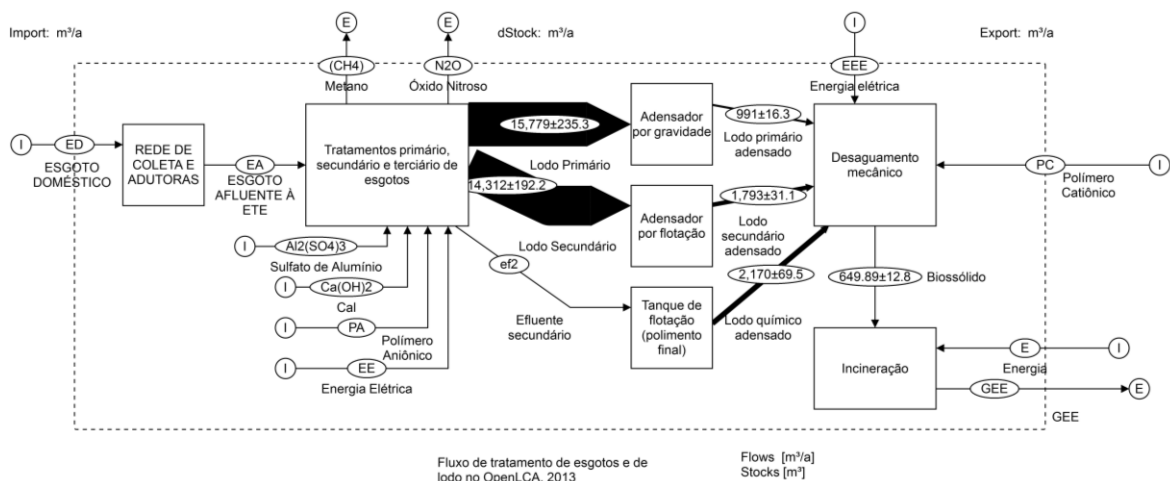 E
E
I
Import: m³/a
dStock: m³/a
Export: m³/a
(CH4)
N2O
EEE
Metano
Óxido Nitroso
Energia elétrica
I
ED
ESGOTO
DOMÉSTICO
REDE DE
COLETA E
ADUTORAS
EA
ESGOTO
AFLUENTE À
ETE
Tratamentos primário,
secundário e terciário de
esgotos
15,779±235.3
Lodo Primário
14,312±192.2
Lodo Secundário
Adensador
por gravidade
991±16.3
Lodo primário
adensado
Adensador
por flotação
1,793±31.1
Lodo
secundário
adensado
Desaguamento
mecânico
PC
I
Polímero
Catiônico
I
Al2(SO4)3
Sulfato de Alumínio
I
Ca(OH)2
Cal
I
PA
Polímero
Aniônico
I
EE
Energia Elétrica
ef2
Efluente
secundário
Tanque de
flotação
(polimento
final)
2,170±69.5
Lodo químico
adensado
649.89±12.8
Biossólido
Incineração
E
I
Energia
GEE
E
GEE
Fluxo de tratamento de esgotos e de
lodo no OpenLCA, 2013
Flows [m³/a]
Stocks [m³]